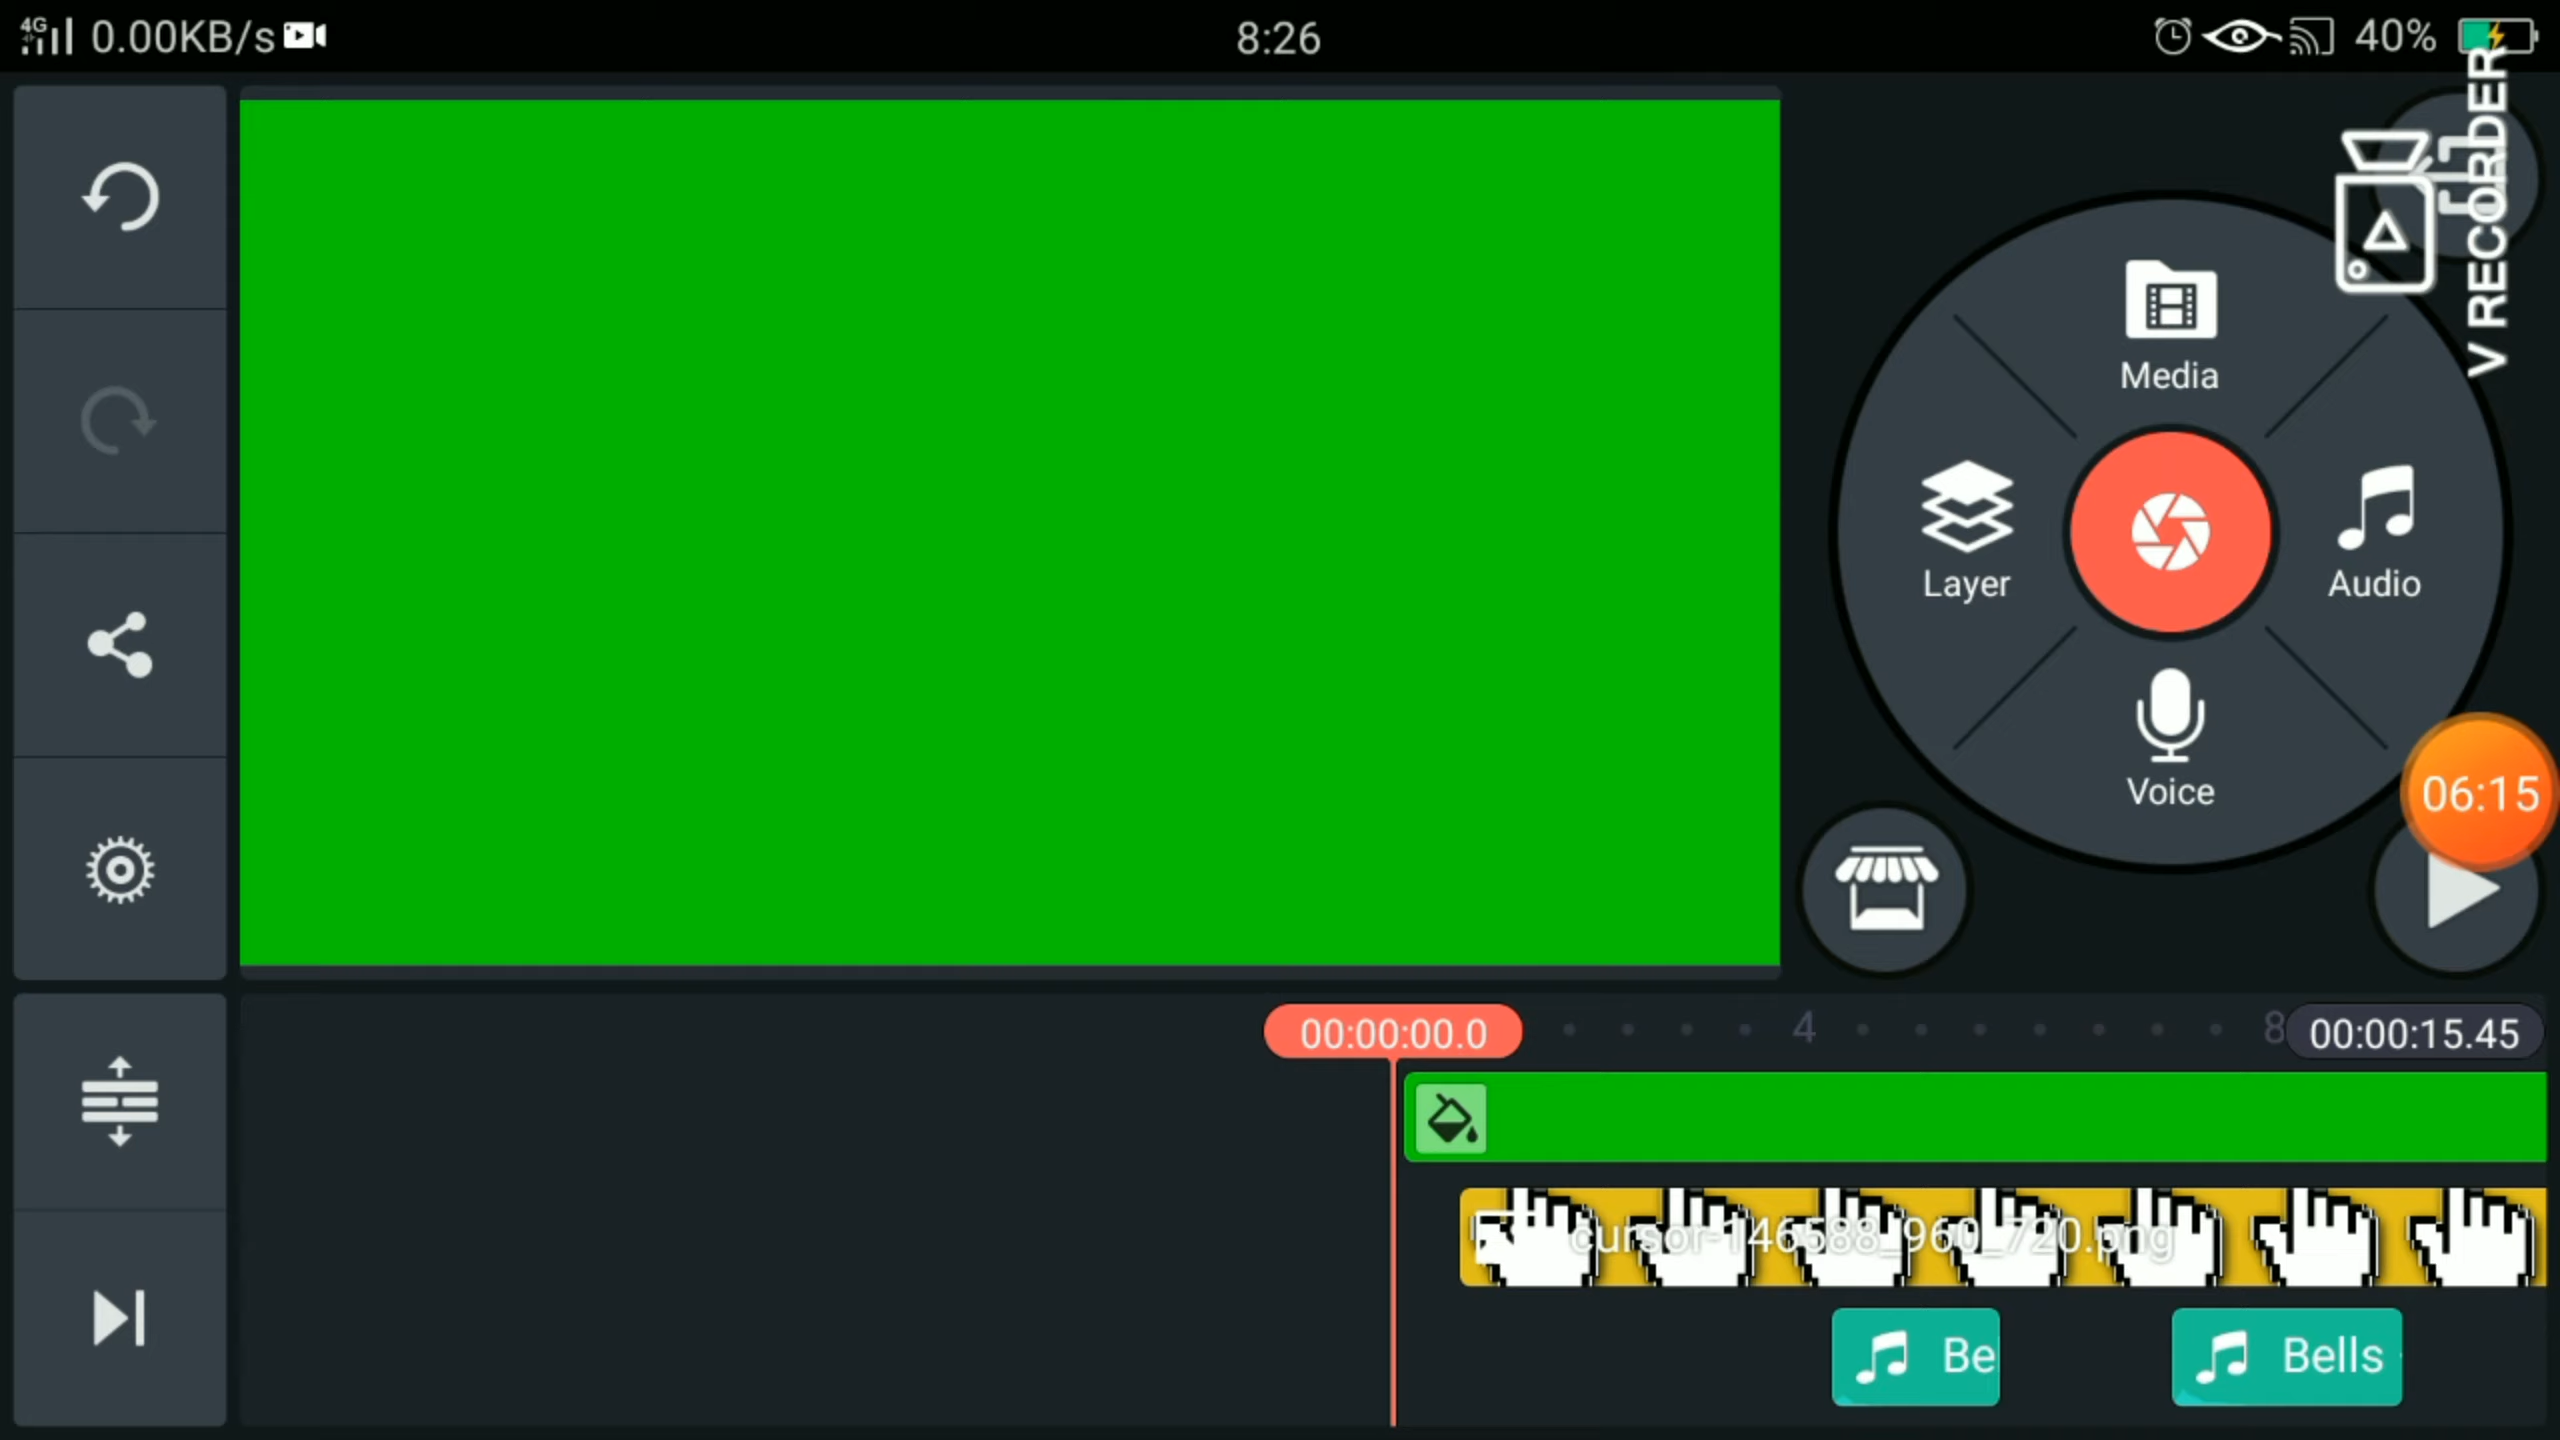 4G 0.00KB/s 8:26 40%
V RECORDER
Media
Layer
Audio
Voice
06:15
00:00:00.0 4 8 00:00:15.45
cursor-146588_960_720.png
Be Bells